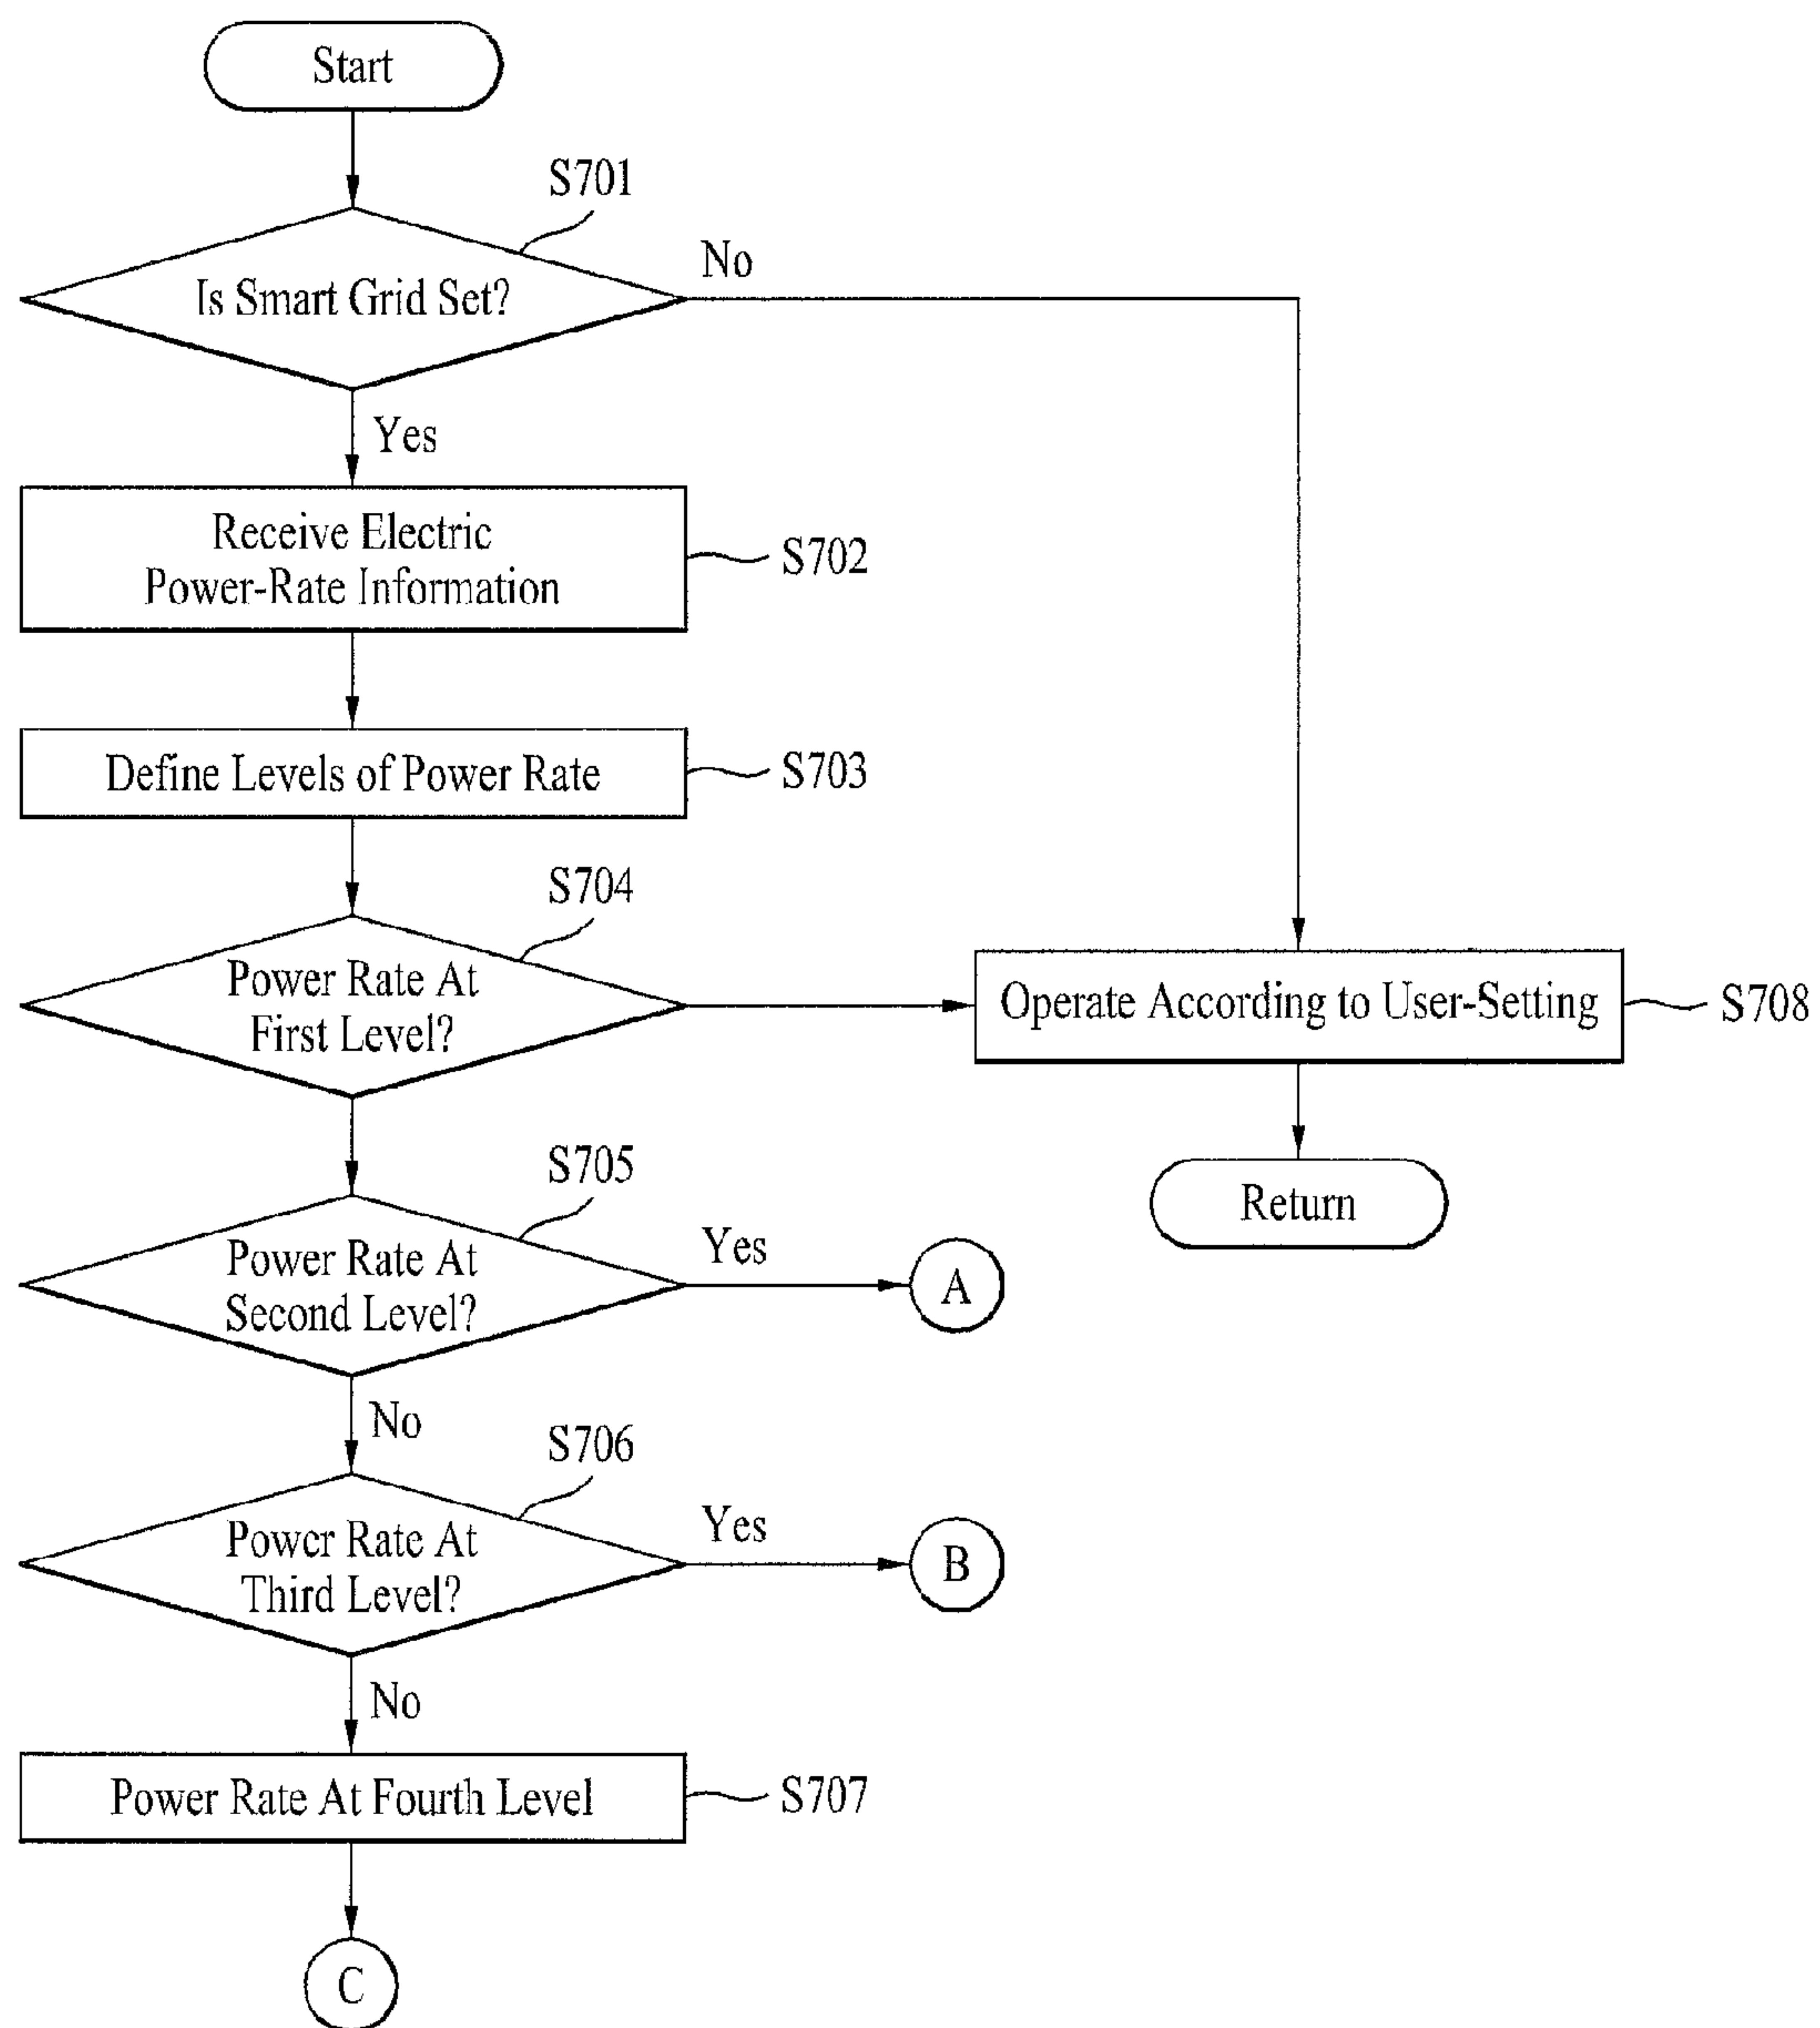 Start
S701
Is Smart Grid Set?
No
Yes
Receive Electric
Power-Rate Information
S702
Define Levels of Power Rate
S703
S704
Power Rate At
First Level?
Operate According to User-Setting
S708
Return
S705
Power Rate At
Second Level?
Yes
A
No
S706
Power Rate At
Third Level?
Yes
B
No
Power Rate At Fourth Level
S707
C